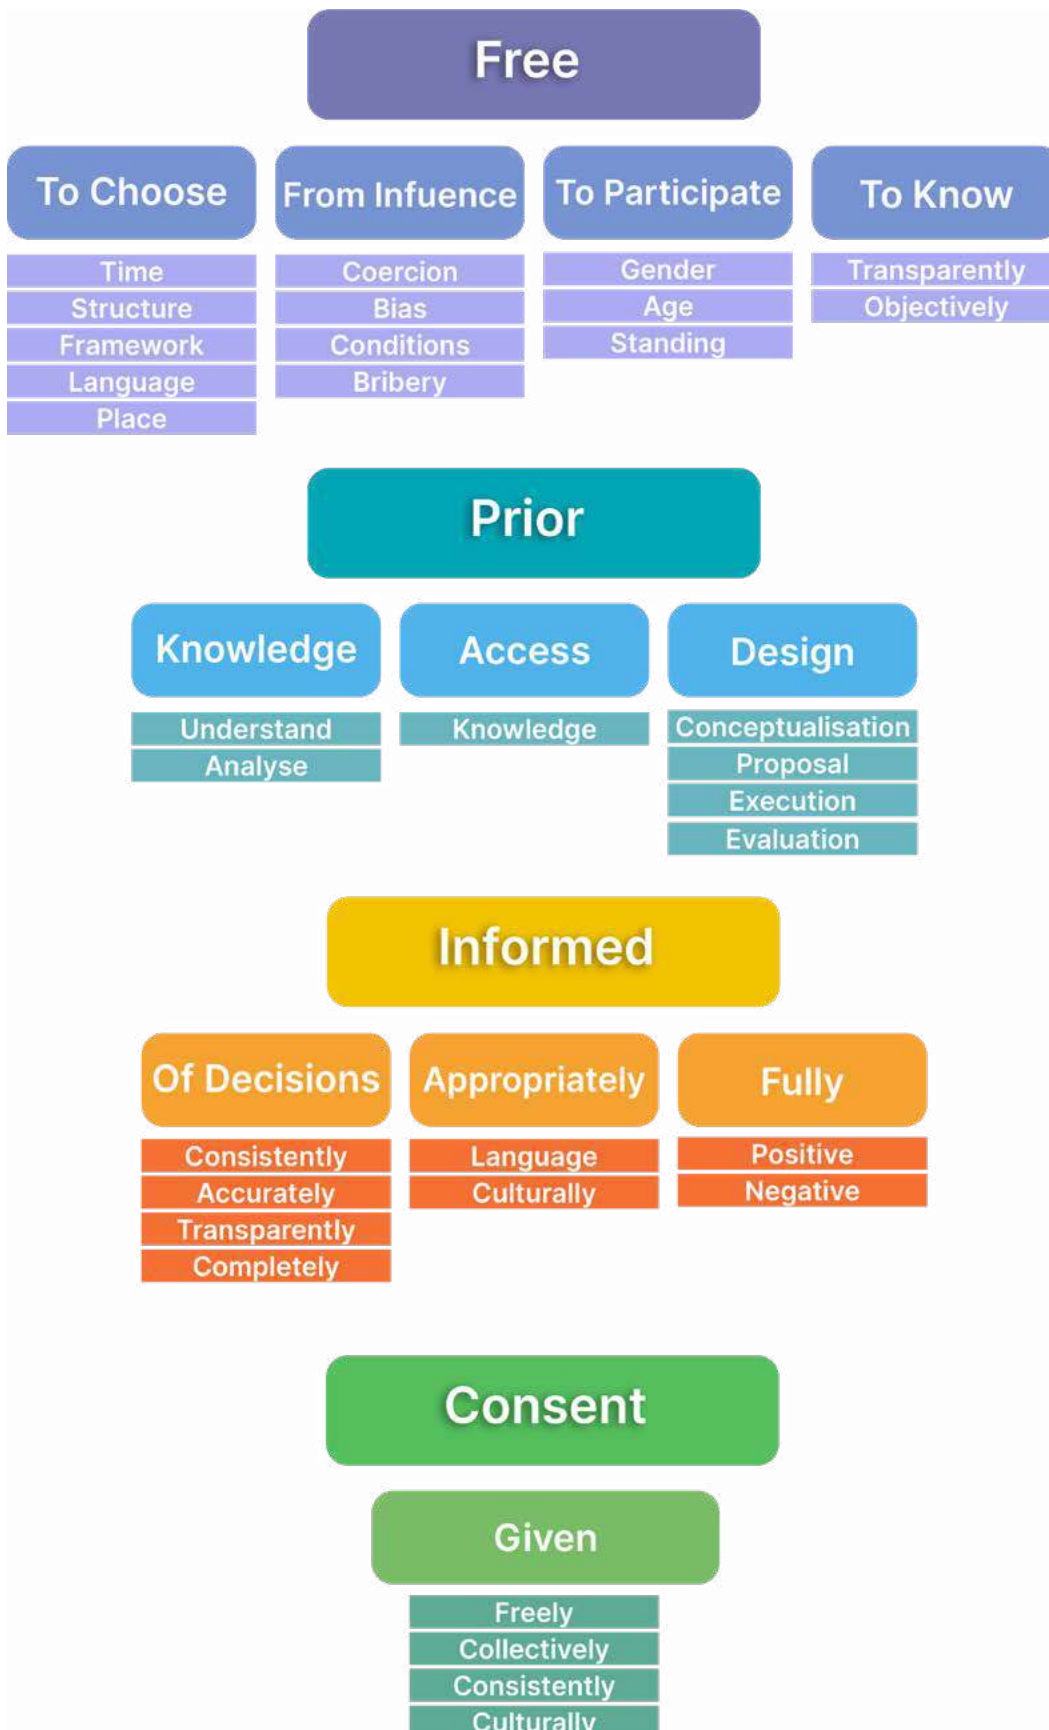 Free
To Choose
Time
Structure
Framework
Language
Place
From Infuence
Coercion
Bias
Conditions
Bribery
To Participate
Gender
Age
Standing
To Know
Transparently
Objectively
Prior
Knowledge
Understand
Analyse
Access
Knowledge
Design
Conceptualisation
Proposal
Execution
Evaluation
Informed
Of Decisions
Consistently
Accurately
Transparently
Completely
Appropriately
Language
Culturally
Fully
Positive
Negative
Consent
Given
Freely
Collectively
Consistently
Culturally